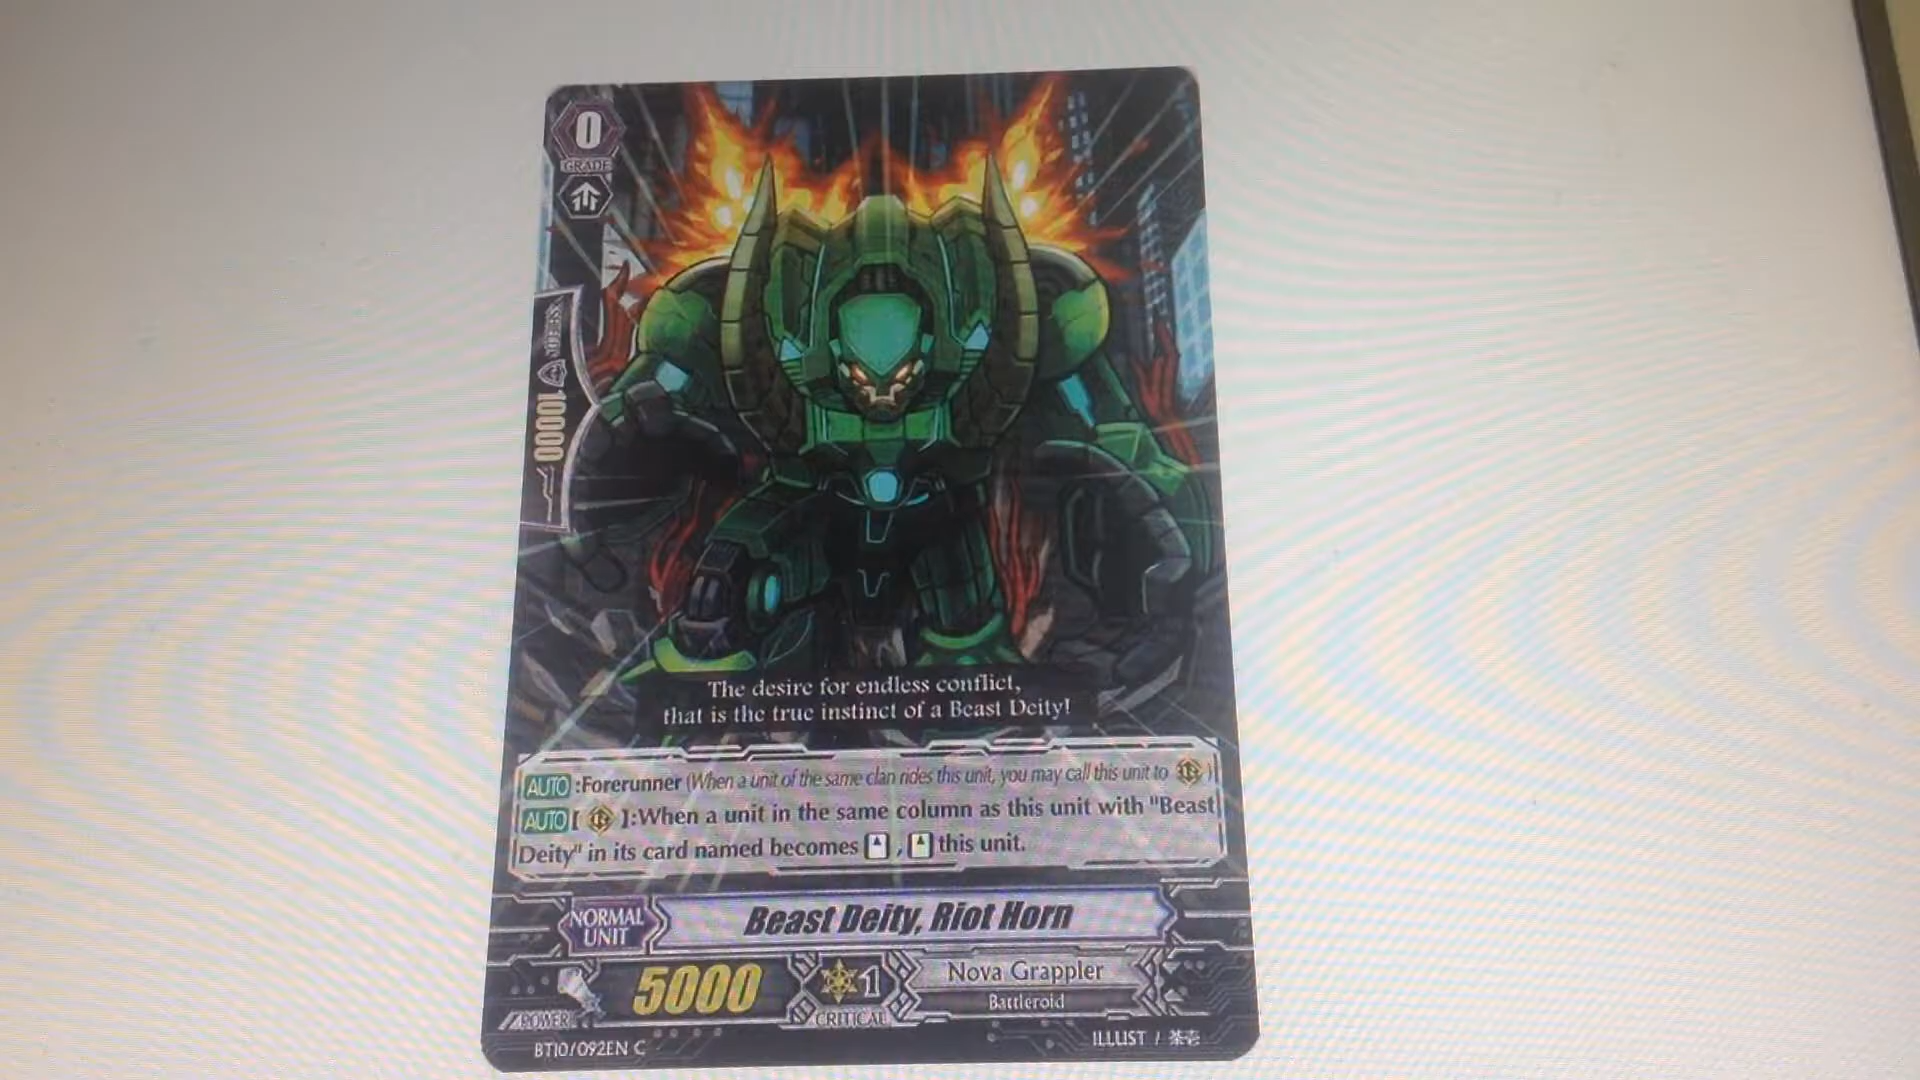 0
GRADE
SHIELD
10000
The desire for endless conflict,
that is the true instinct of a Beast Deity!
AUTO :Forerunner (When a unit of the same clan rides this unit, you may call this unit to R)
AUTO [ R ]:When a unit in the same column as this unit with "Beast
Deity" in its card named becomes , this unit.
NORMAL
UNIT
Beast Deity, Riot Horn
5000
1
Nova Grappler
Battleroid
POWER
CRITICAL
BT10/092EN C
ILLUST / 茶壱